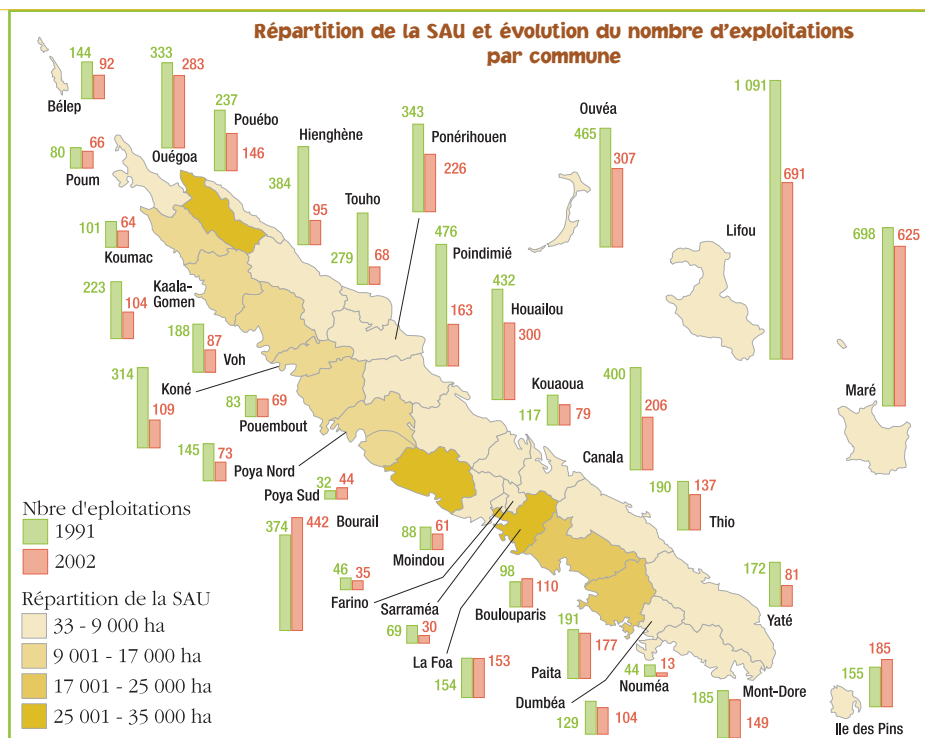 Répartition de la SAU et évolution du nombre d'exploitations
par commune
144
92
Bélep
333
283
Ouégoa
237
Pouébo
146
Hienghène
384
95
343
Ponérihouen
226
Ouvéa
465
307
1 091
691
Lifou
698
625
Maré
80
66
Poum
Touho
279
68
476
Poindimié
163
432
Houailou
300
101
64
Koumac
223
Kaala-
Gomen
104
188
87
Voh
314
Koné
109
83
69
Pouembout
Kouaoua
117
79
400
206
Canala
145
73
Poya Nord
32
44
Poya Sud
190
137
Thio
Nbre d'eploitations
1991
2002
374
442
Bourail
88
61
Moindou
46
35
Farino
Sarraméa
69
30
98
110
Boulouparis
172
81
Yaté
Répartition de la SAU
33 - 9 000 ha
9 001 - 17 000 ha
17 001 - 25 000 ha
25 001 - 35 000 ha
La Foa
154
153
191
177
Paita
44
13
Nouméa
Dumbéa
129
104
185
149
Mont-Dore
155
185
Ile des Pins